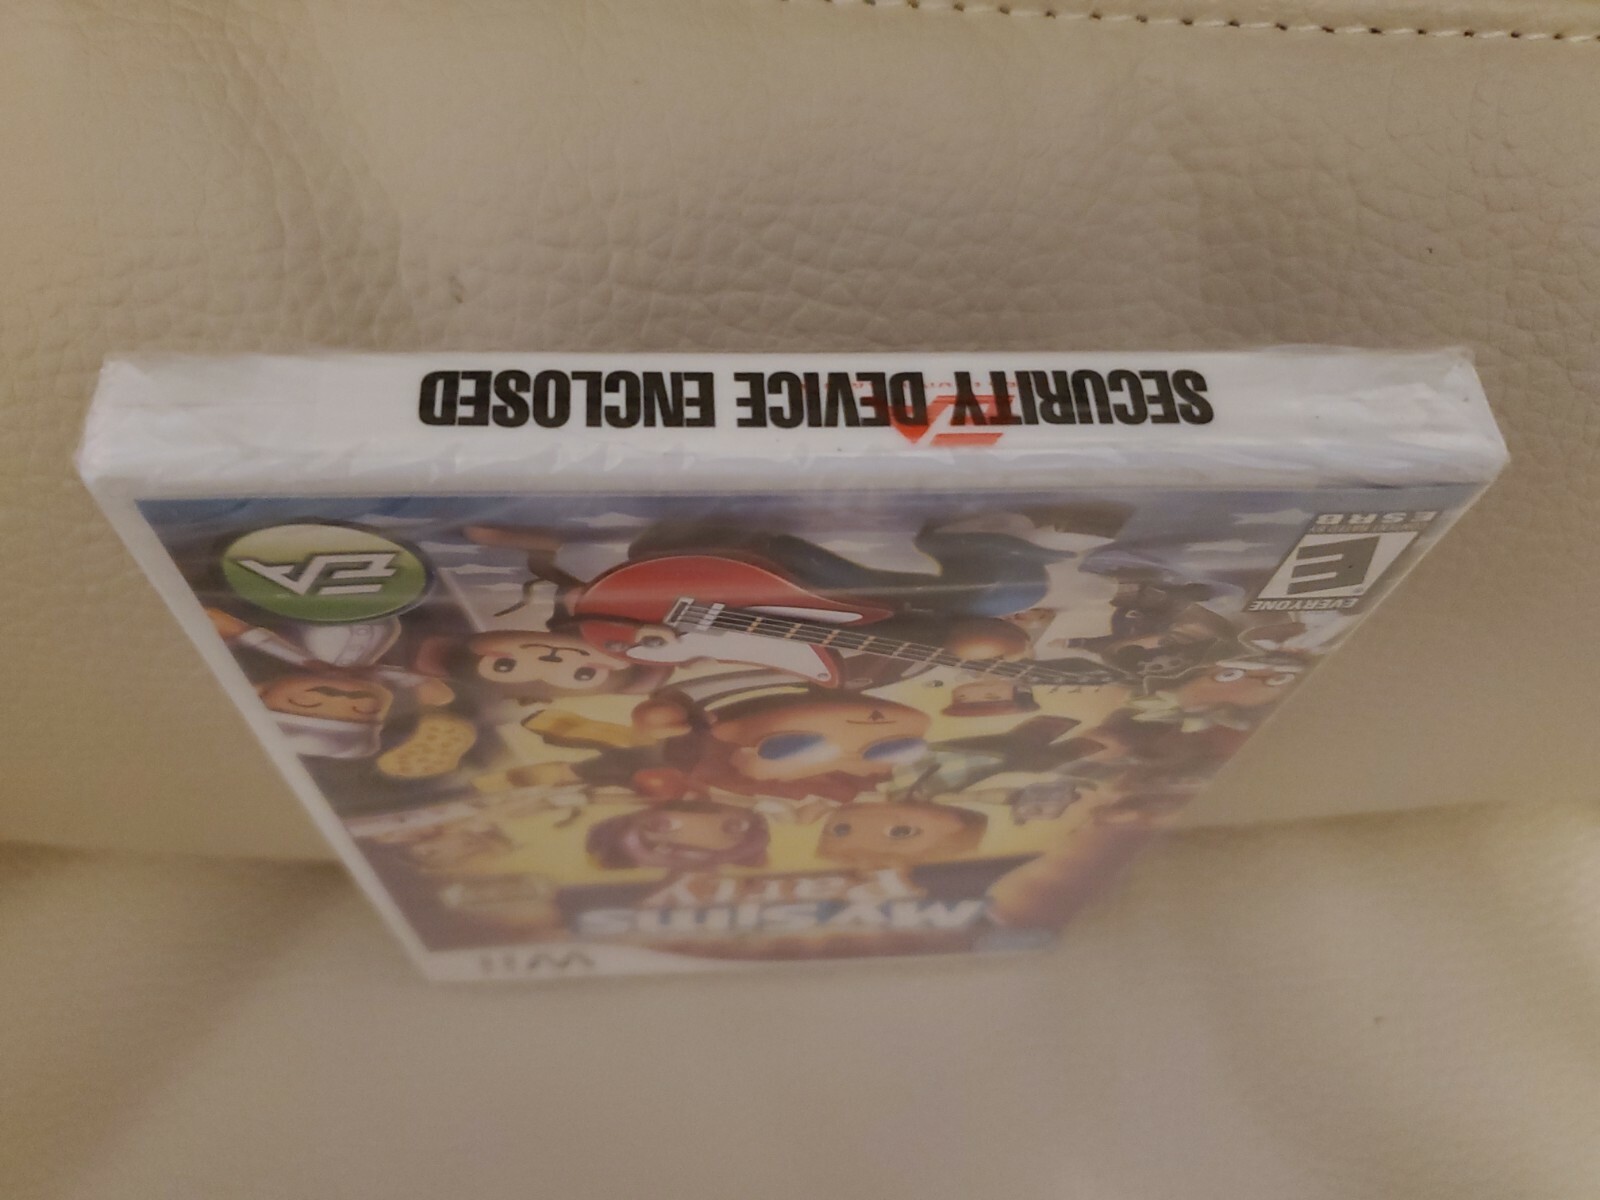 SECURITY DEVICE ENCLOSED
EA
Wii
MySims
Party
EA
EVERYONE
E
ESRB